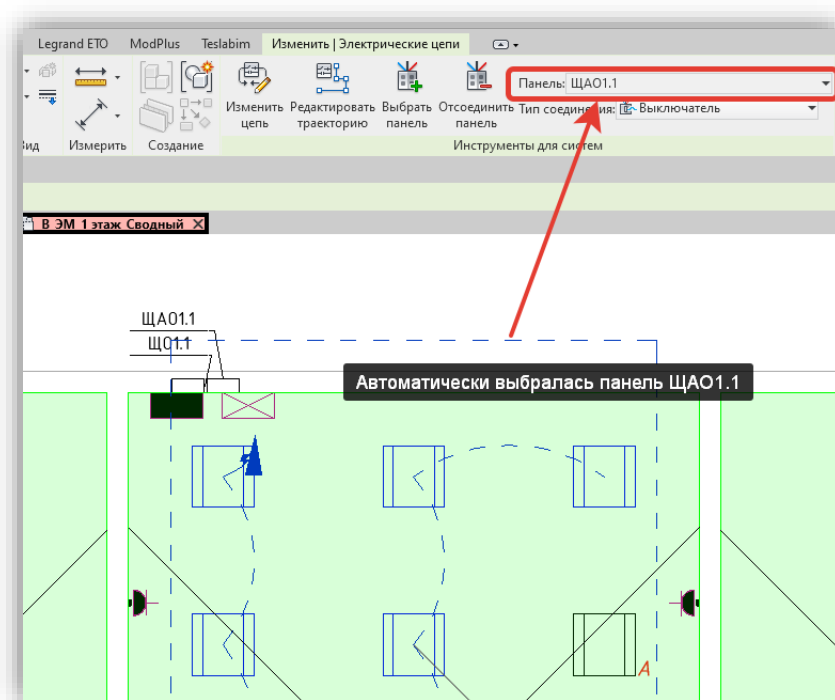 Legrand ETO ModPlus Teslabim Изменить | Электрические цепи
Панель: ЩАО1.1
Изменить цепь Редактировать траекторию Выбрать панель Отсоединить панель Тип соединения: Выключатель
Вид Измерить Создание Инструменты для систем
В ЭМ 1 этаж Сводный
ЩАО1.1
ЩО1.1
Автоматически выбралась панель ЩАО1.1
А